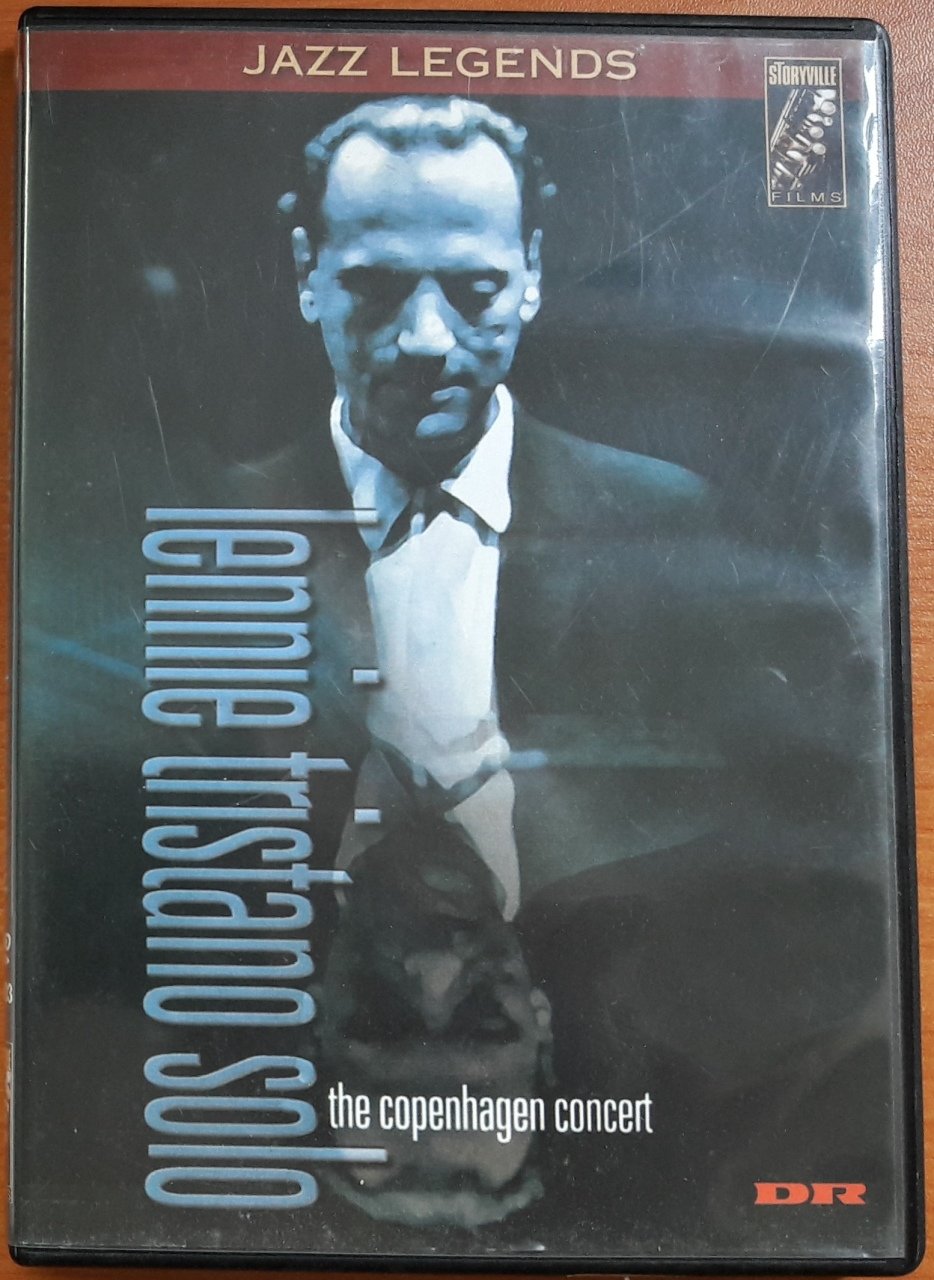 JAZZ LEGENDS
STORYVILLE
FILMS
lennie tristano solo
the copenhagen concert
DR